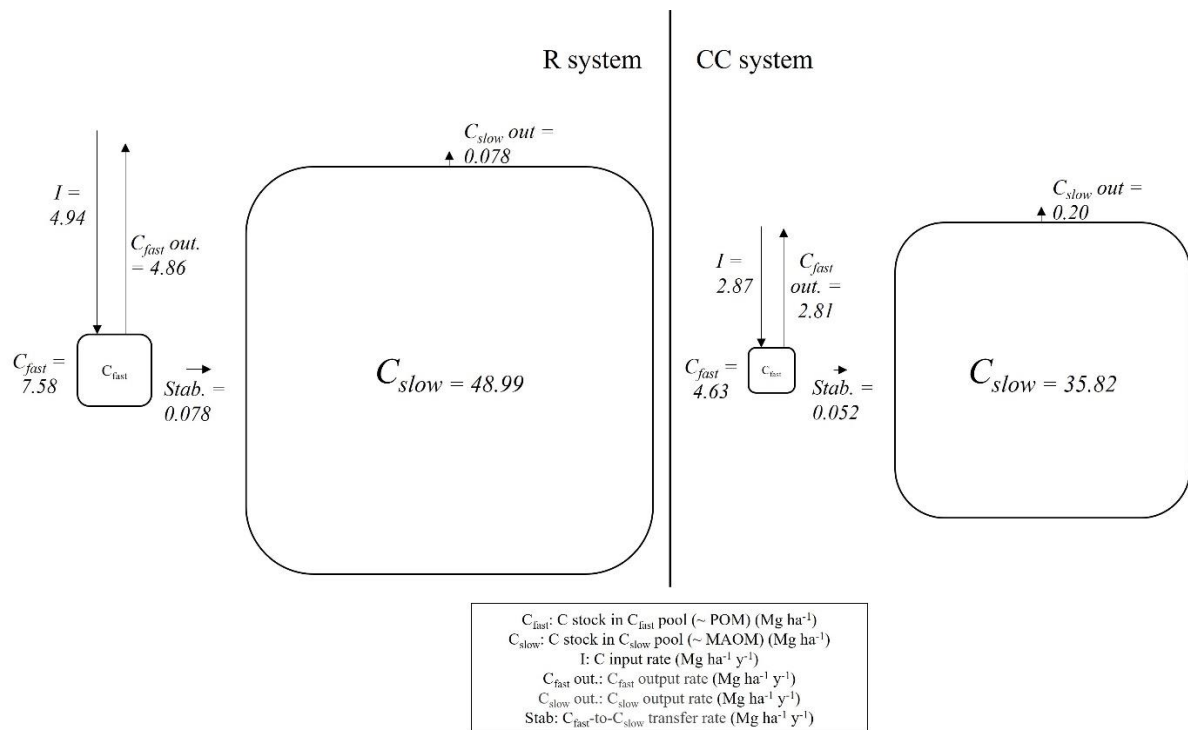 R system
CC system
C_slow out =
0.078
I =
4.94
C_fast out.
= 4.86
C_fast =
7.58
C_fast
Stab. =
0.078
C_slow = 48.99
C_slow out =
0.20
I =
2.87
C_fast
out. =
2.81
C_fast =
4.63
C_fast
Stab. =
0.052
C_slow = 35.82
C_fast: C stock in C_fast pool (~ POM) (Mg ha⁻¹)
C_slow: C stock in C_slow pool (~ MAOM) (Mg ha⁻¹)
I: C input rate (Mg ha⁻¹ y⁻¹)
C_fast out.: C_fast output rate (Mg ha⁻¹ y⁻¹)
C_slow out.: C_slow output rate (Mg ha⁻¹ y⁻¹)
Stab: C_fast-to-C_slow transfer rate (Mg ha⁻¹ y⁻¹)